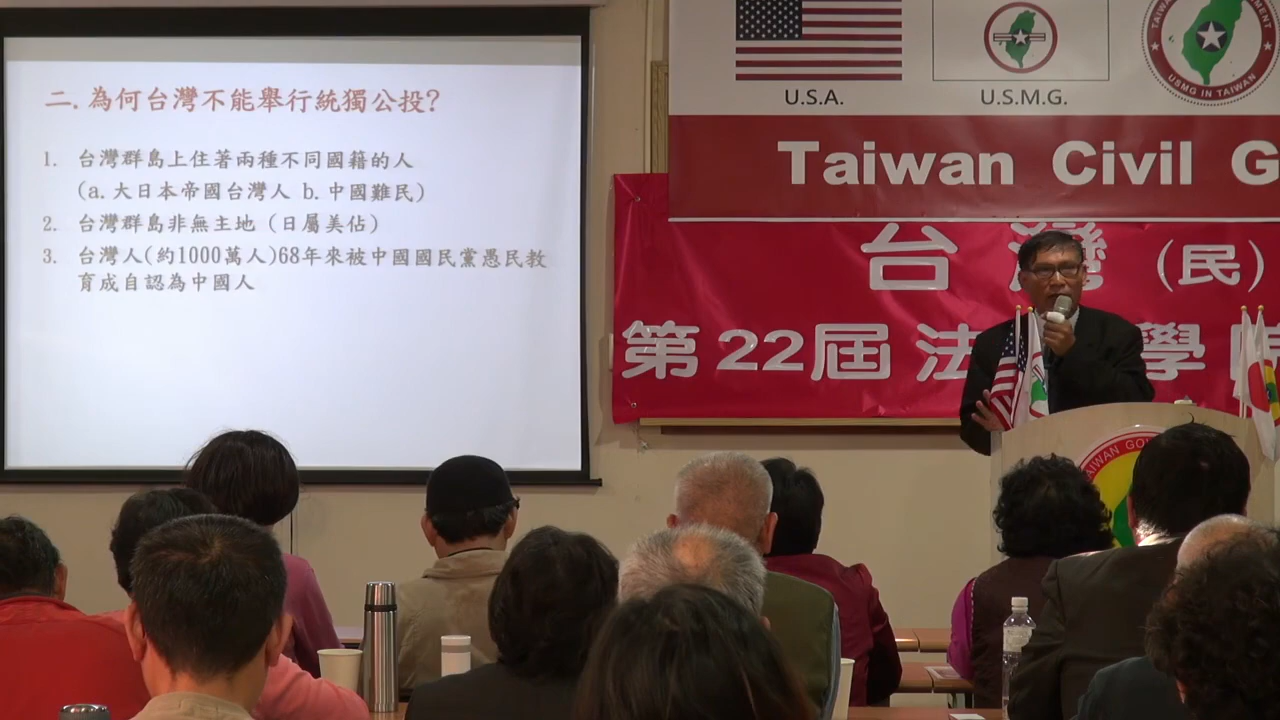 二.為何台灣不能舉行統獨公投?
1. 台灣群島上住著兩種不同國籍的人
(a.大日本帝國台灣人 b.中國難民)
2. 台灣群島非無主地 (日屬美佔)
3. 台灣人(約1000萬人)68年來被中國國民黨愚民教
育成自認為中國人
U.S.A.
U.S.M.G.
USMG IN TAIWAN
Taiwan Civil G
台灣(民)
第22屆法學
TAIWAN GO